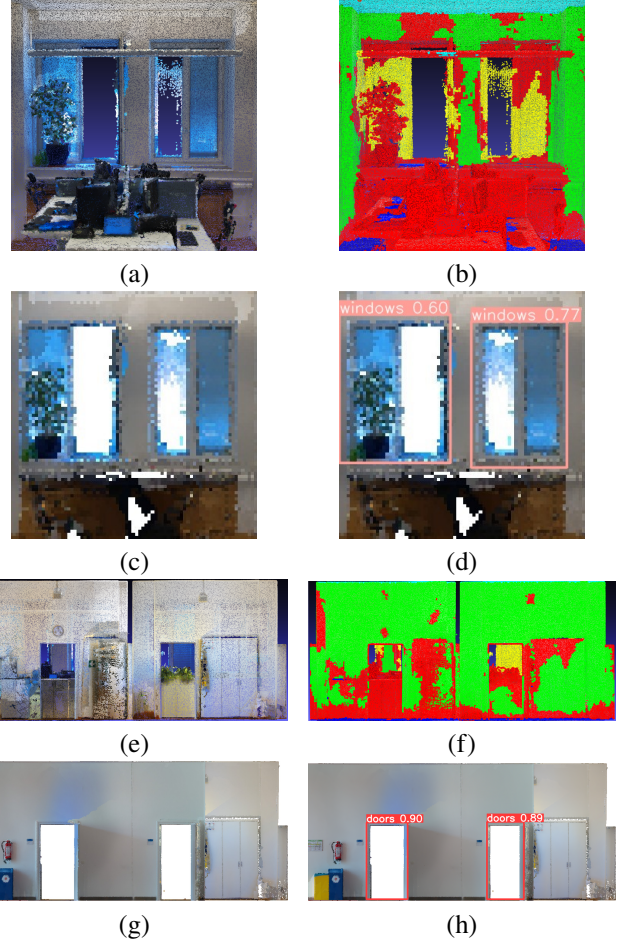 (a) (b)
windows 0.60 windows 0.77
(c) (d)
(e) (f)
doors 0.90 doors 0.89
(g) (h)